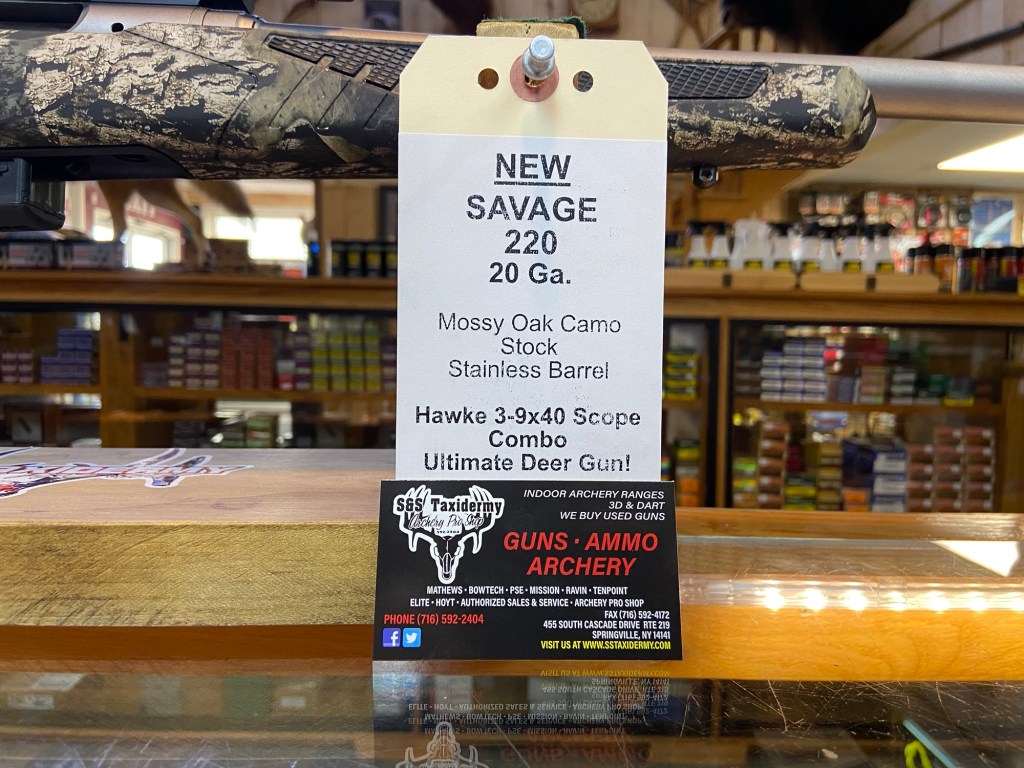 NEW
SAVAGE
220
20 Ga.
Mossy Oak Camo
Stock
Stainless Barrel
Hawke 3-9x40 Scope
Combo
Ultimate Deer Gun!
S&S Taxidermy
Archery Pro Shop
INDOOR ARCHERY RANGES
3D & DART
WE BUY USED GUNS
GUNS • AMMO
ARCHERY
MATHEWS • BOWTECH • PSE • MISSION • RAVIN • TENPOINT
ELITE • HOYT • AUTHORIZED SALES & SERVICE • ARCHERY PRO SHOP
PHONE (716) 592-2404
FAX (716) 592-4172
455 SOUTH CASCADE DRIVE RTE 219
SPRINGVILLE, NY 14141
VISIT US AT WWW.SSTAXIDERMY.COM